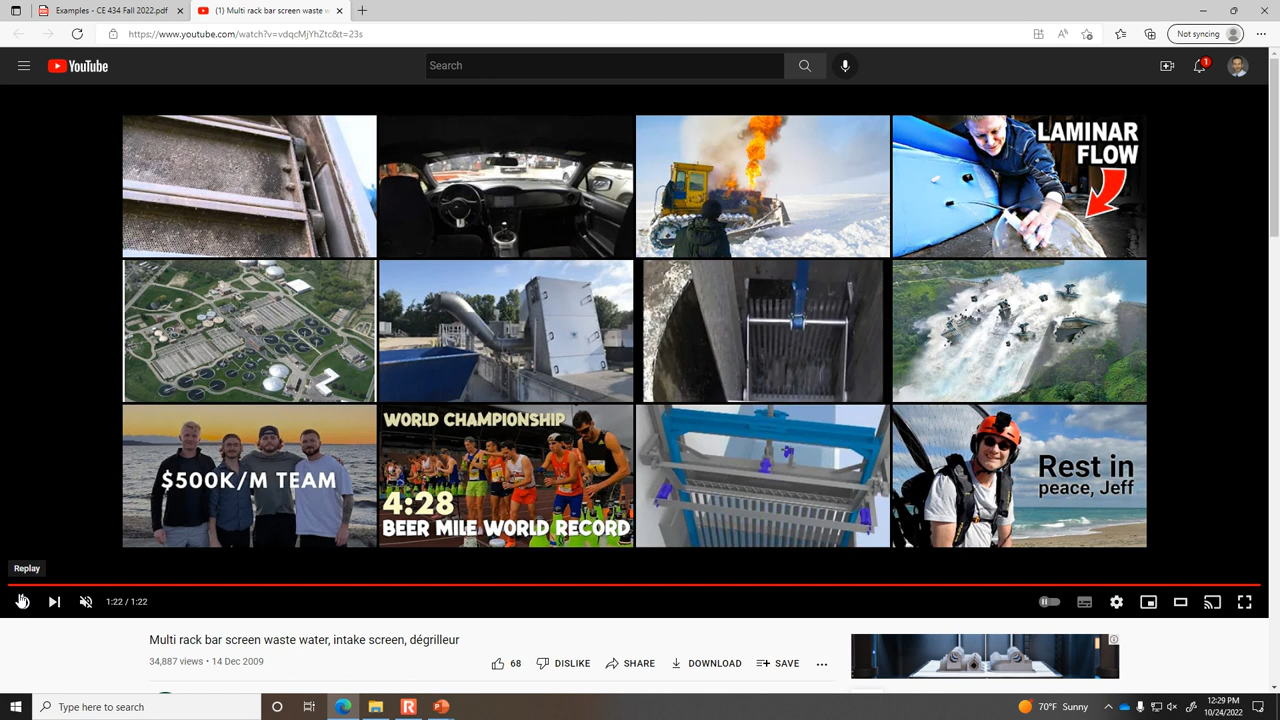 Examples - CE 434 Fall 2022.pdf
(1) Multi rack bar screen waste w
https://www.youtube.com/watch?v=vdqcMjYhZtc&t=23s
Not syncing
YouTube
Search
1
LAMINAR
FLOW
$500K/M TEAM
WORLD CHAMPIONSHIP
4:28
BEER MILE WORLD RECORD
Rest in
peace, Jeff
Replay
1:22 / 1:22
Multi rack bar screen waste water, intake screen, dégrilleur
34,887 views • 14 Dec 2009
68
DISLIKE
SHARE
DOWNLOAD
SAVE
Type here to search
70°F Sunny
12:29 PM
10/24/2022